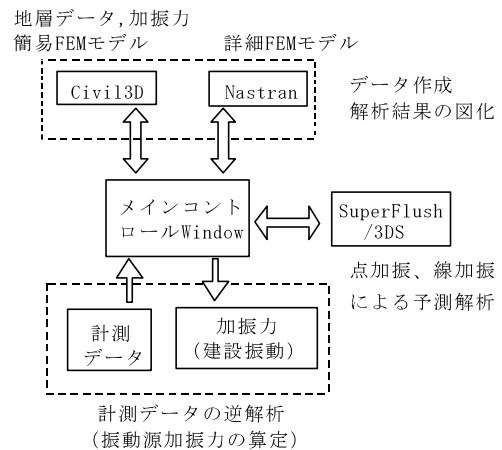 地層データ,加振力
簡易FEMモデル
詳細FEMモデル
Civil3D
Nastran
データ作成
解析結果の図化
メインコント
ロールWindow
SuperFlush
/3DS
点加振、線加振
による予測解析
計測
データ
加振力
(建設振動)
計測データの逆解析
(振動源加振力の算定)